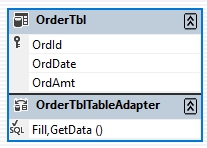 OrderTbl
OrdId
OrdDate
OrdAmt
OrderTblTableAdapter
SQL Fill,GetData ()